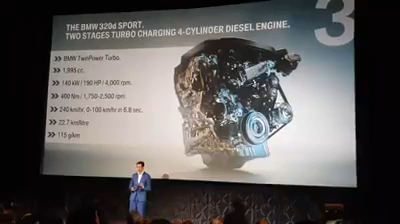 THE BMW 320d SPORT.
TWO STAGES TURBO CHARGING 4-CYLINDER DIESEL ENGINE.
3
BMW TwinPower Turbo.
1,995 cc.
140 kW / 190 HP / 4,000 rpm.
400 Nm / 1,750-2,500 rpm.
240 km/hr. 0-100 km/hr in 6.8 sec.
22.7 km/litre
115 g/km